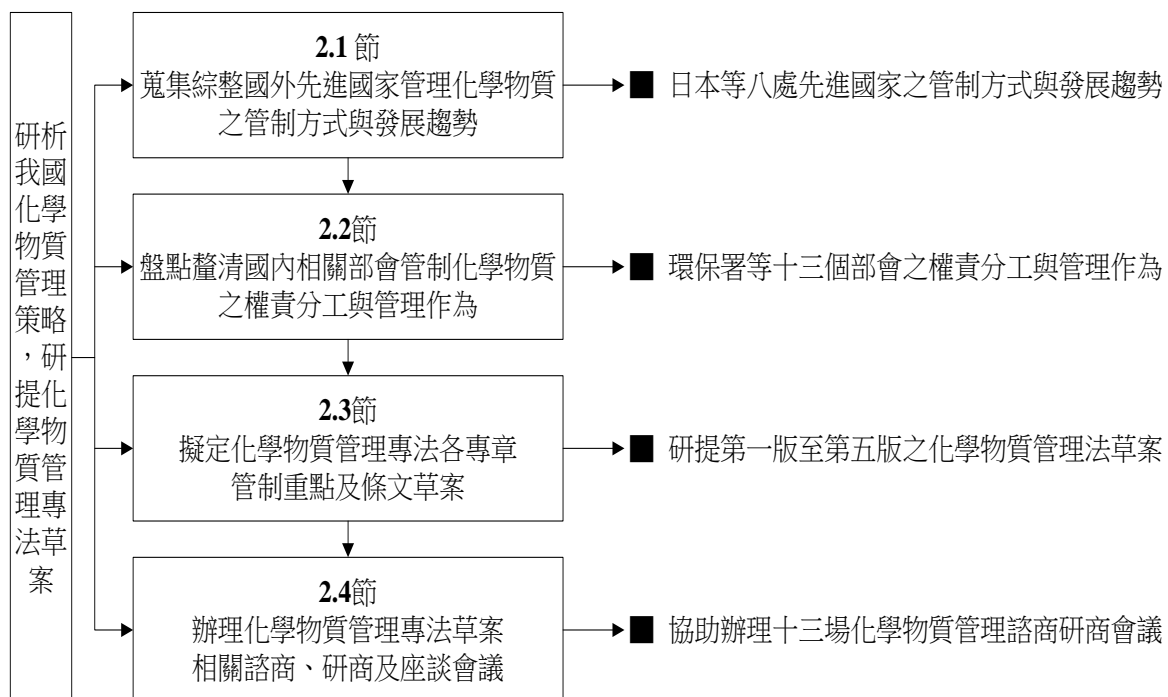 研析
我國
化學
物質
管理
策略
，研
提化
學物
質管
理專
法草
案
2.1 節
蒐集綜整國外先進國家管理化學物質
之管制方式與發展趨勢
■ 日本等八處先進國家之管制方式與發展趨勢
2.2節
盤點釐清國內相關部會管制化學物質
之權責分工與管理作為
■ 環保署等十三個部會之權責分工與管理作為
2.3節
擬定化學物質管理專法各專章
管制重點及條文草案
■ 研提第一版至第五版之化學物質管理法草案
2.4節
辦理化學物質管理專法草案
相關諮商、研商及座談會議
■ 協助辦理十三場化學物質管理諮商研商會議